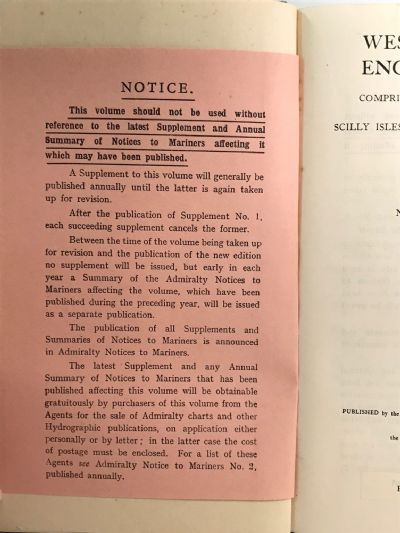 NOTICE.
This volume should not be used without
reference to the latest Supplement and Annual
Summary of Notices to Mariners affecting it
which may have been published.
A Supplement to this volume will generally be
published annually until the latter is again taken
up for revision.
After the publication of Supplement No. 1,
each succeeding supplement cancels the former.
Between the time of the volume being taken up
for revision and the publication of the new edition
no supplement will be issued, but early in each
year a Summary of the Admiralty Notices to
Mariners affecting the volume, which have been
published during the preceding year, will be issued
as a separate publication.
The publication of all Supplements and
Summaries of Notices to Mariners is announced
in Admiralty Notices to Mariners.
The latest Supplement and any Annual
Summary of Notices to Mariners that has been
published affecting this volume will be obtainable
gratuitously by purchasers of this volume from the
Agents for the sale of Admiralty charts and other
Hydrographic publications, on application either
personally or by letter; in the latter case the cost
of postage must be enclosed. For a list of these
Agents see Admiralty Notice to Mariners No. 2,
published annually.
WES
ENG
COMPRI
SCILLY ISLES
N
PUBLISHED by the
the